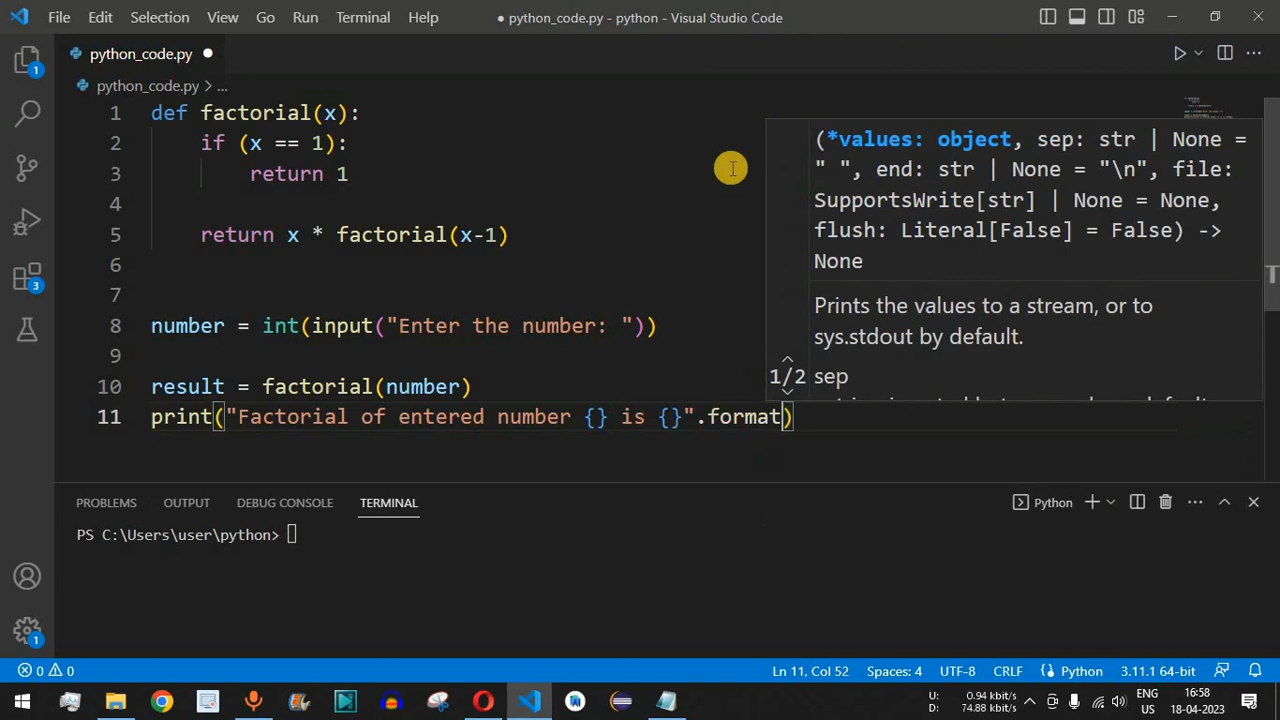 File Edit Selection View Go Run Terminal Help ● python_code.py - python - Visual Studio Code
python_code.py ●
python_code.py > ...
1 def factorial(x):
2 if (x == 1):
3 return 1
4
5 return x * factorial(x-1)
6
7
8 number = int(input("Enter the number: "))
9
10 result = factorial(number)
11 print("Factorial of entered number {} is {}".format)
(*values: object, sep: str | None =
" ", end: str | None = "\n", file:
SupportsWrite[str] | None = None,
flush: Literal[False] = False) ->
None
Prints the values to a stream, or to
sys.stdout by default.
1/2 sep
1
3
T
PROBLEMS OUTPUT DEBUG CONSOLE TERMINAL Python
PS C:\Users\user\python>
1
0 0 Ln 11, Col 52 Spaces: 4 UTF-8 CRLF Python 3.11.1 64-bit
U: 0.94 kbit/s
D: 74.88 kbit/s
ENG
US
16:58
18-04-2023